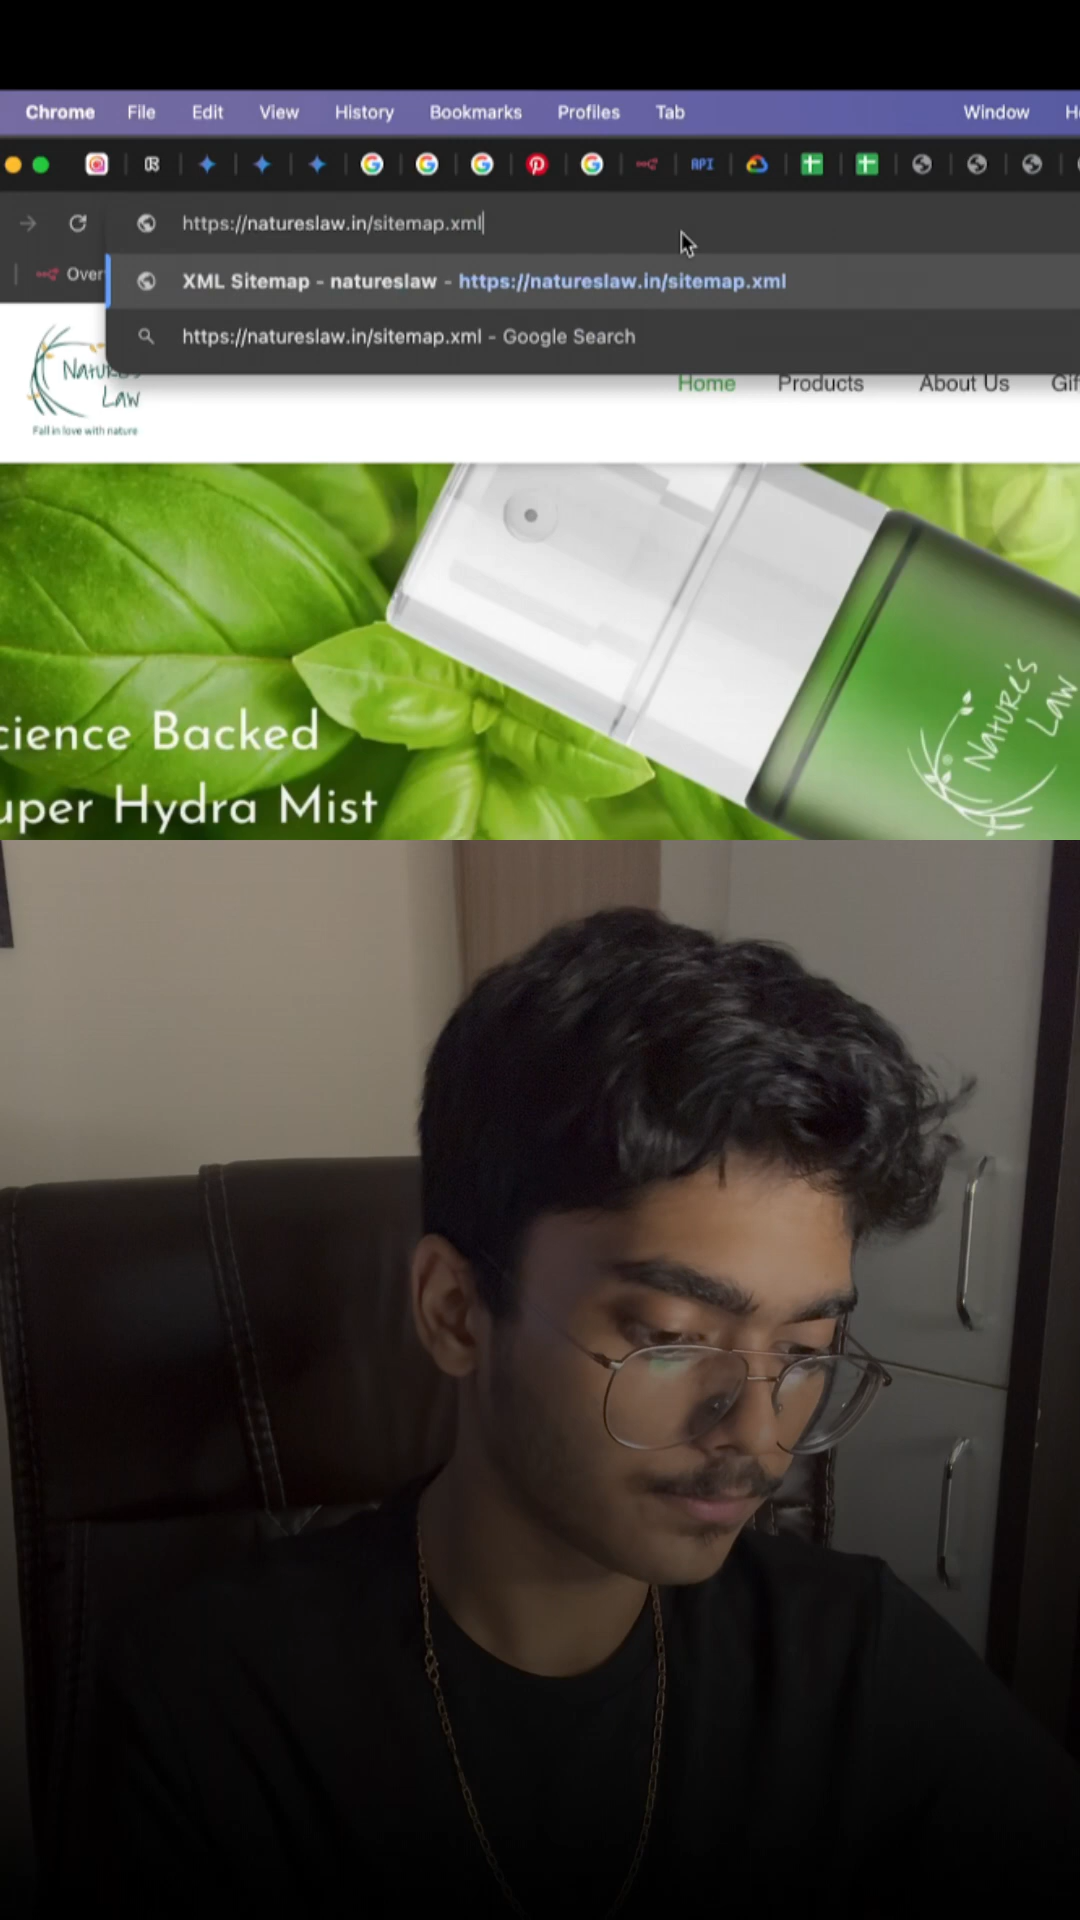 Chrome File Edit View History Bookmarks Profiles Tab Window
API
https://natureslaw.in/sitemap.xml
Over
XML Sitemap - natureslaw - https://natureslaw.in/sitemap.xml
https://natureslaw.in/sitemap.xml - Google Search
Nature's
Law
Fall in love with nature
Home Products About Us Gif
cience Backed
uper Hydra Mist
Nature's
Law